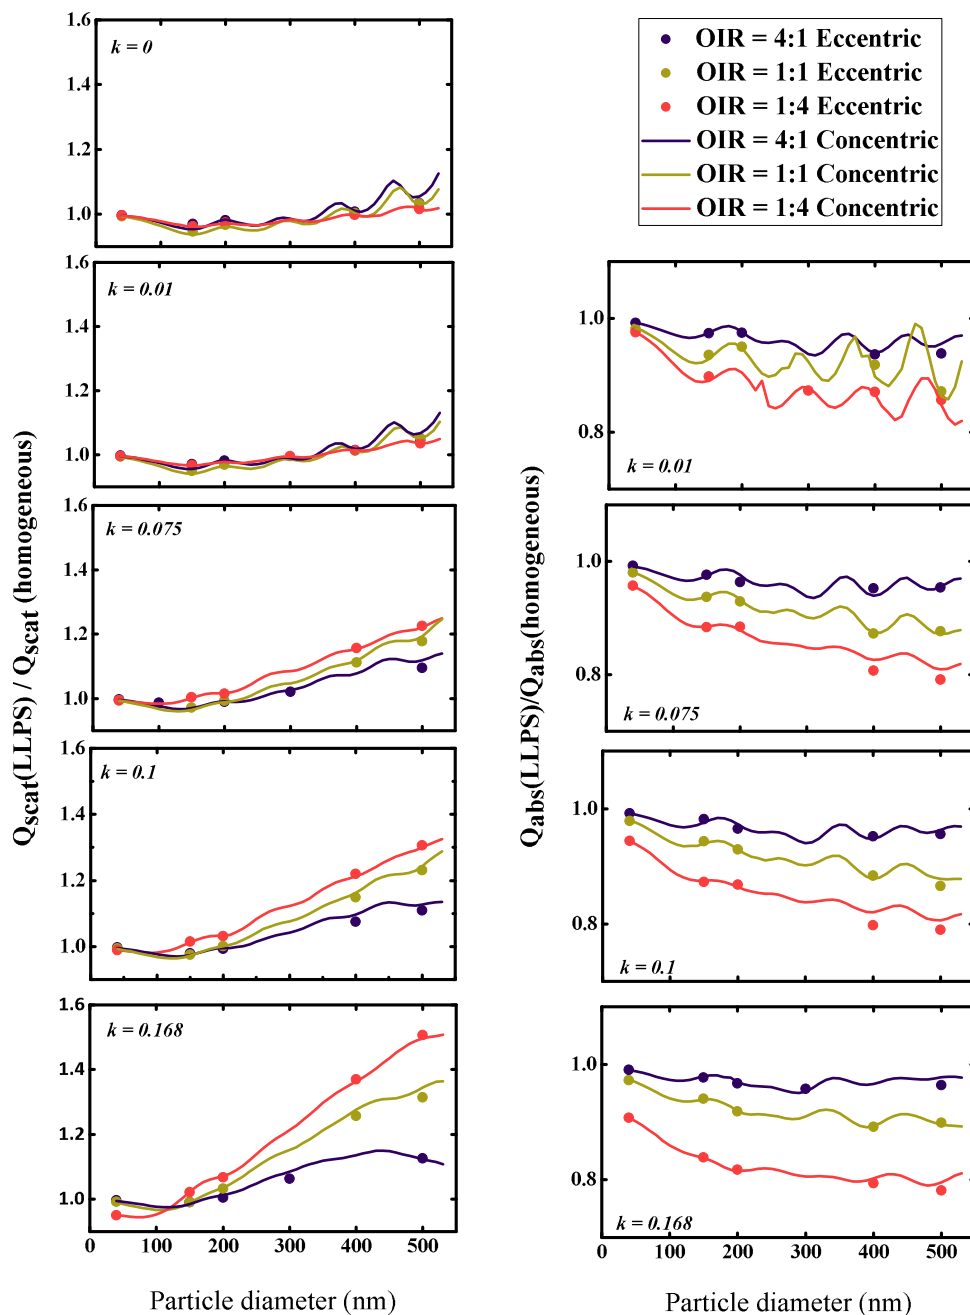 1.6
k = 0
1.4
1.2
1.0
1.6
k = 0.01
1.4
1.2
1.0
1.6
k = 0.075
1.4
1.2
1.0
1.6
k = 0.1
1.4
1.2
1.0
1.6
k = 0.168
1.4
1.2
1.0
0 100 200 300 400 500
Particle diameter (nm)
Qscat(LLPS) / Qscat(homogeneous)
OIR = 4:1 Eccentric
OIR = 1:1 Eccentric
OIR = 1:4 Eccentric
OIR = 4:1 Concentric
OIR = 1:1 Concentric
OIR = 1:4 Concentric
1.0
0.8
k = 0.01
1.0
0.8
k = 0.075
1.0
0.8
k = 0.1
1.0
0.8
k = 0.168
0 100 200 300 400 500
Particle diameter (nm)
Qabs(LLPS)/Qabs(homogeneous)